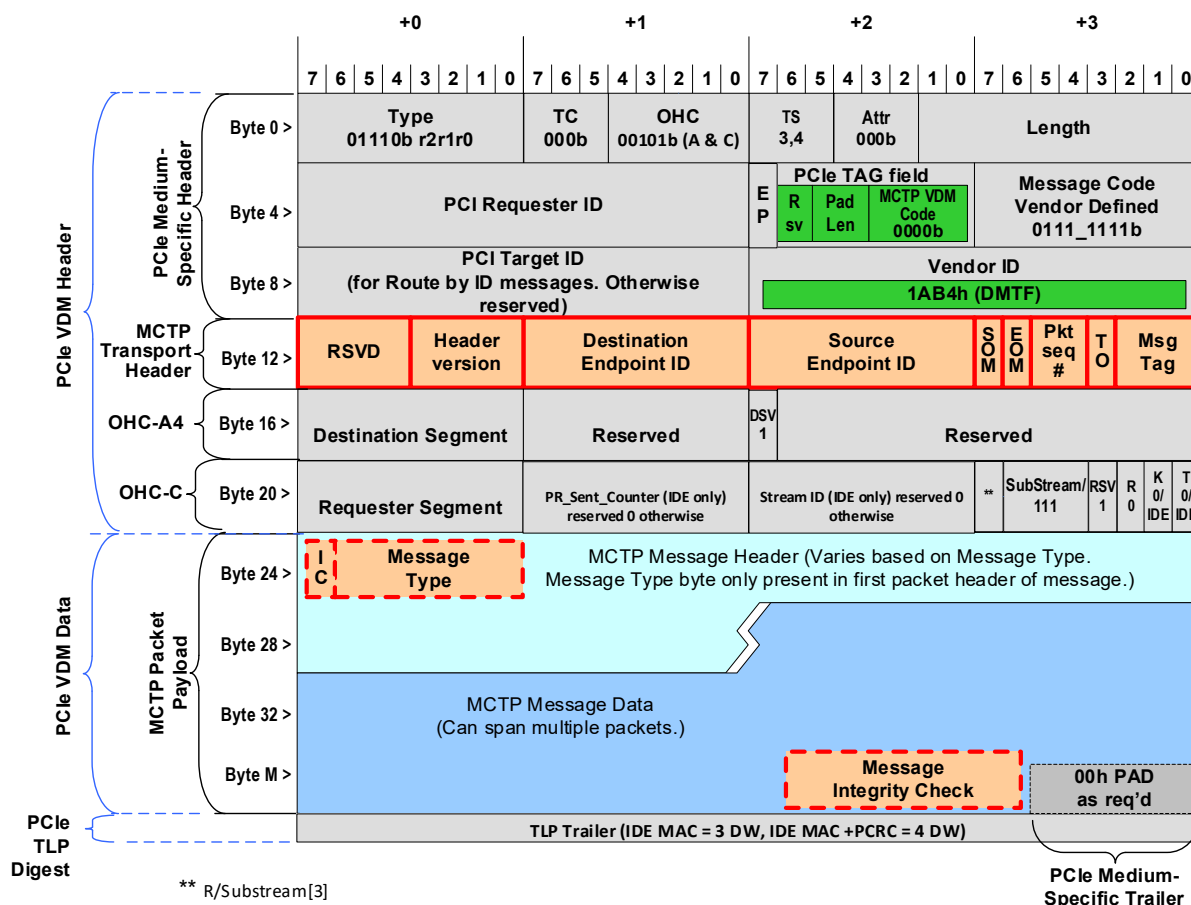 +0 +1 +2 +3
7 6 5 4 3 2 1 0 7 6 5 4 3 2 1 0 7 6 5 4 3 2 1 0 7 6 5 4 3 2 1 0
PCIe VDM Header
PCIe Medium-
Specific Header
Byte 0 >
Type
01110b r2r1r0
TC
000b
OHC
00101b (A & C)
TS
3,4
Attr
000b
Length
Byte 4 >
PCI Requester ID
E
P
PCIe TAG field
R
sv
Pad
Len
MCTP VDM
Code
0000b
Message Code
Vendor Defined
0111_1111b
Byte 8 >
PCI Target ID
(for Route by ID messages. Otherwise
reserved)
Vendor ID
1AB4h (DMTF)
MCTP
Transport
Header
Byte 12 >
RSVD
Header
version
Destination
Endpoint ID
Source
Endpoint ID
S
O
M
E
O
M
Pkt
seq
#
T
O
Msg
Tag
OHC-A4
Byte 16 >
Destination Segment
Reserved
DSV
1
Reserved
OHC-C
Byte 20 >
Requester Segment
PR_Sent_Counter (IDE only)
reserved 0 otherwise
Stream ID (IDE only) reserved 0
otherwise
**
SubStream/
111
RSV
1
R
0
K
0/
IDE
T
0/
IDE
PCIe VDM Data
MCTP Packet
Payload
Byte 24 >
I
C
Message
Type
MCTP Message Header (Varies based on Message Type.
Message Type byte only present in first packet header of message.)
Byte 28 >
Byte 32 >
MCTP Message Data
(Can span multiple packets.)
Byte M >
Message
Integrity Check
00h PAD
as req’d
PCIe
TLP
Digest
TLP Trailer (IDE MAC = 3 DW, IDE MAC +PCRC = 4 DW)
PCIe Medium-
Specific Trailer
** R/Substream[3]